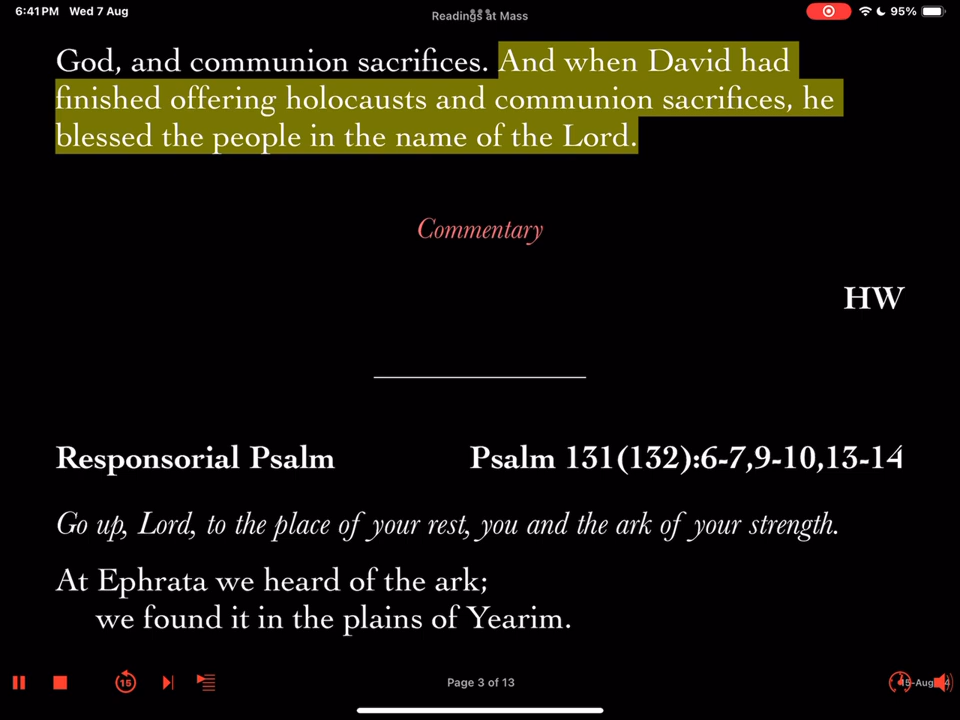 6:41PM Wed 7 Aug
Readings at Mass
95%
God, and communion sacrifices. And when David had
finished offering holocausts and communion sacrifices, he
blessed the people in the name of the Lord.
Commentary
HW
Responsorial Psalm Psalm 131(132):6-7,9-10,13-14
Go up, Lord, to the place of your rest, you and the ark of your strength.
At Ephrata we heard of the ark;
we found it in the plains of Yearim.
15
Page 3 of 13